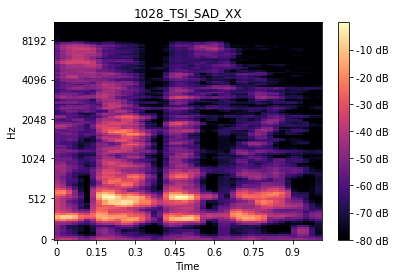 1028_TSI_SAD_XX
Hz
8192
4096
2048
1024
512
0
0
0.15
0.3
0.45
0.6
0.75
0.9
Time
-10 dB
-20 dB
-30 dB
-40 dB
-50 dB
-60 dB
-70 dB
-80 dB